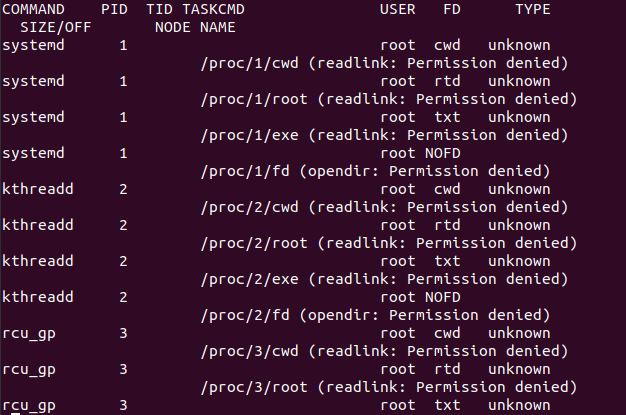 COMMAND PID TID TASKCMD USER FD TYPE
SIZE/OFF NODE NAME
systemd 1 root cwd unknown
/proc/1/cwd (readlink: Permission denied)
systemd 1 root rtd unknown
/proc/1/root (readlink: Permission denied)
systemd 1 root txt unknown
/proc/1/exe (readlink: Permission denied)
systemd 1 root NOFD
/proc/1/fd (opendir: Permission denied)
kthreadd 2 root cwd unknown
/proc/2/cwd (readlink: Permission denied)
kthreadd 2 root rtd unknown
/proc/2/root (readlink: Permission denied)
kthreadd 2 root txt unknown
/proc/2/exe (readlink: Permission denied)
kthreadd 2 root NOFD
/proc/2/fd (opendir: Permission denied)
rcu_gp 3 root cwd unknown
/proc/3/cwd (readlink: Permission denied)
rcu_gp 3 root rtd unknown
/proc/3/root (readlink: Permission denied)
rcu_gp 3 root txt unknown